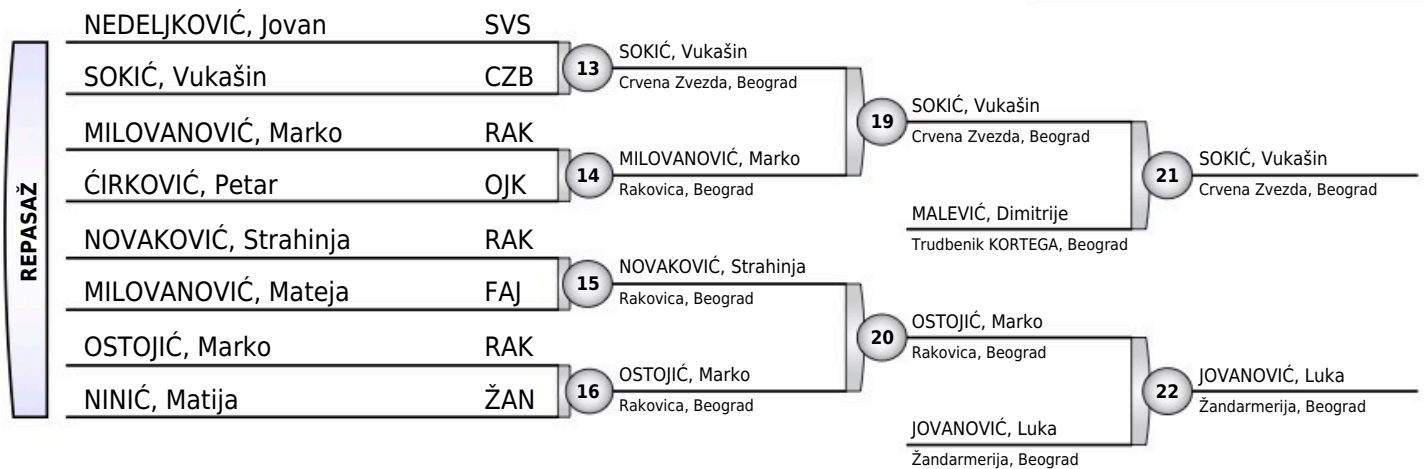 REPASAŽ
NEDELJKOVIĆ, Jovan SVS
SOKIĆ, Vukašin CZB
MILOVANOVIĆ, Marko RAK
ĆIRKOVIĆ, Petar OJK
NOVAKOVIĆ, Strahinja RAK
MILOVANOVIĆ, Mateja FAJ
OSTOJIĆ, Marko RAK
NINIĆ, Matija ŽAN
13
SOKIĆ, Vukašin
Crvena Zvezda, Beograd
14
MILOVANOVIĆ, Marko
Rakovica, Beograd
15
NOVAKOVIĆ, Strahinja
Rakovica, Beograd
16
OSTOJIĆ, Marko
Rakovica, Beograd
19
SOKIĆ, Vukašin
Crvena Zvezda, Beograd
MALEVIĆ, Dimitrije
Trudbenik KORTEGA, Beograd
20
OSTOJIĆ, Marko
Rakovica, Beograd
JOVANOVIĆ, Luka
Žandarmerija, Beograd
21
SOKIĆ, Vukašin
Crvena Zvezda, Beograd
22
JOVANOVIĆ, Luka
Žandarmerija, Beograd